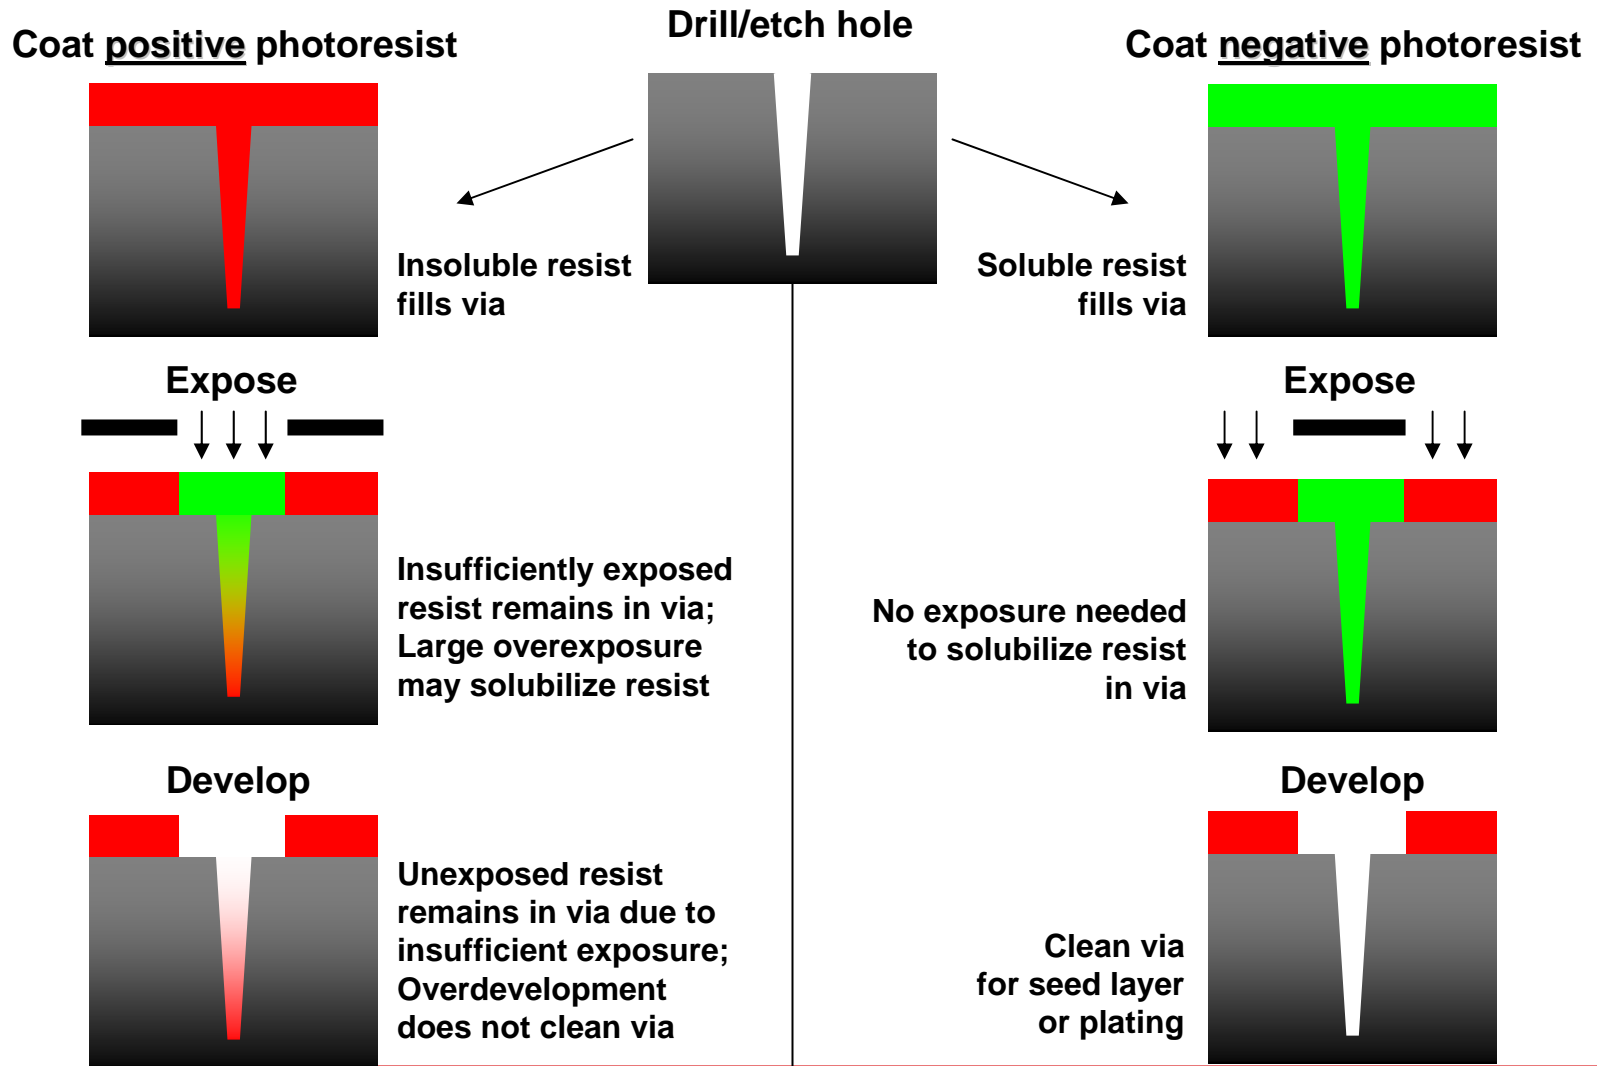 Drill/etch hole
Coat positive photoresist
Insoluble resist
fills via
Expose
Insufficiently exposed
resist remains in via;
Large overexposure
may solubilize resist
Develop
Unexposed resist
remains in via due to
insufficient exposure;
Overdevelopment
does not clean via
Coat negative photoresist
Soluble resist
fills via
Expose
No exposure needed
to solubilize resist
in via
Develop
Clean via
for seed layer
or plating